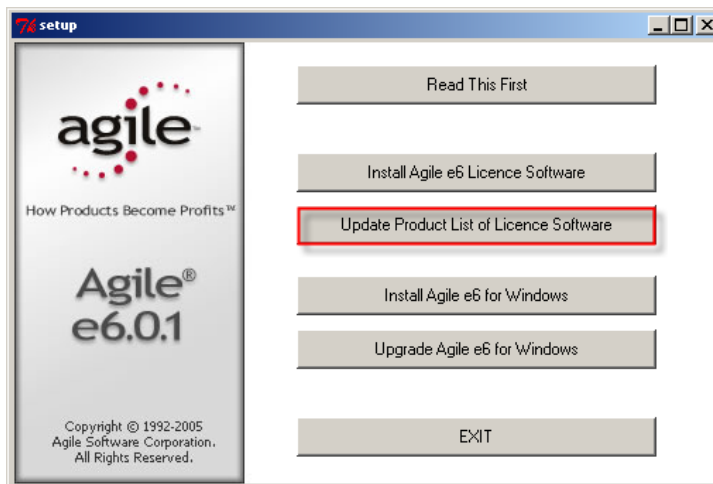 setup
agile
How Products Become Profits™
Agile®
e6.0.1
Copyright © 1992-2005
Agile Software Corporation.
All Rights Reserved.
Read This First
Install Agile e6 Licence Software
Update Product List of Licence Software
Install Agile e6 for Windows
Upgrade Agile e6 for Windows
EXIT